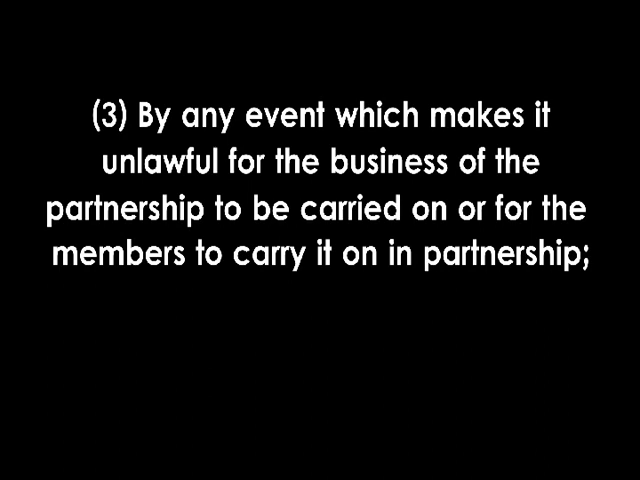 (3) By any event which makes it
unlawful for the business of the
partnership to be carried on or for the
members to carry it on in partnership;